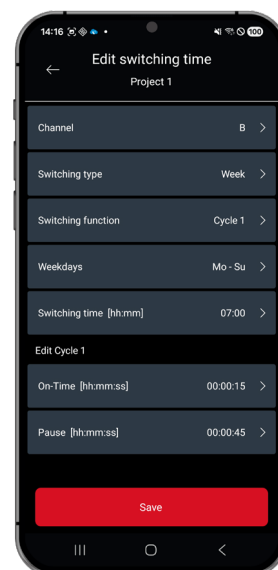 14:16
100
Edit switching time
Project 1
Channel B
Switching type Week
Switching function Cycle 1
Weekdays Mo - Su
Switching time [hh:mm] 07:00
Edit Cycle 1
On-Time [hh:mm:ss] 00:00:15
Pause [hh:mm:ss] 00:00:45
Save